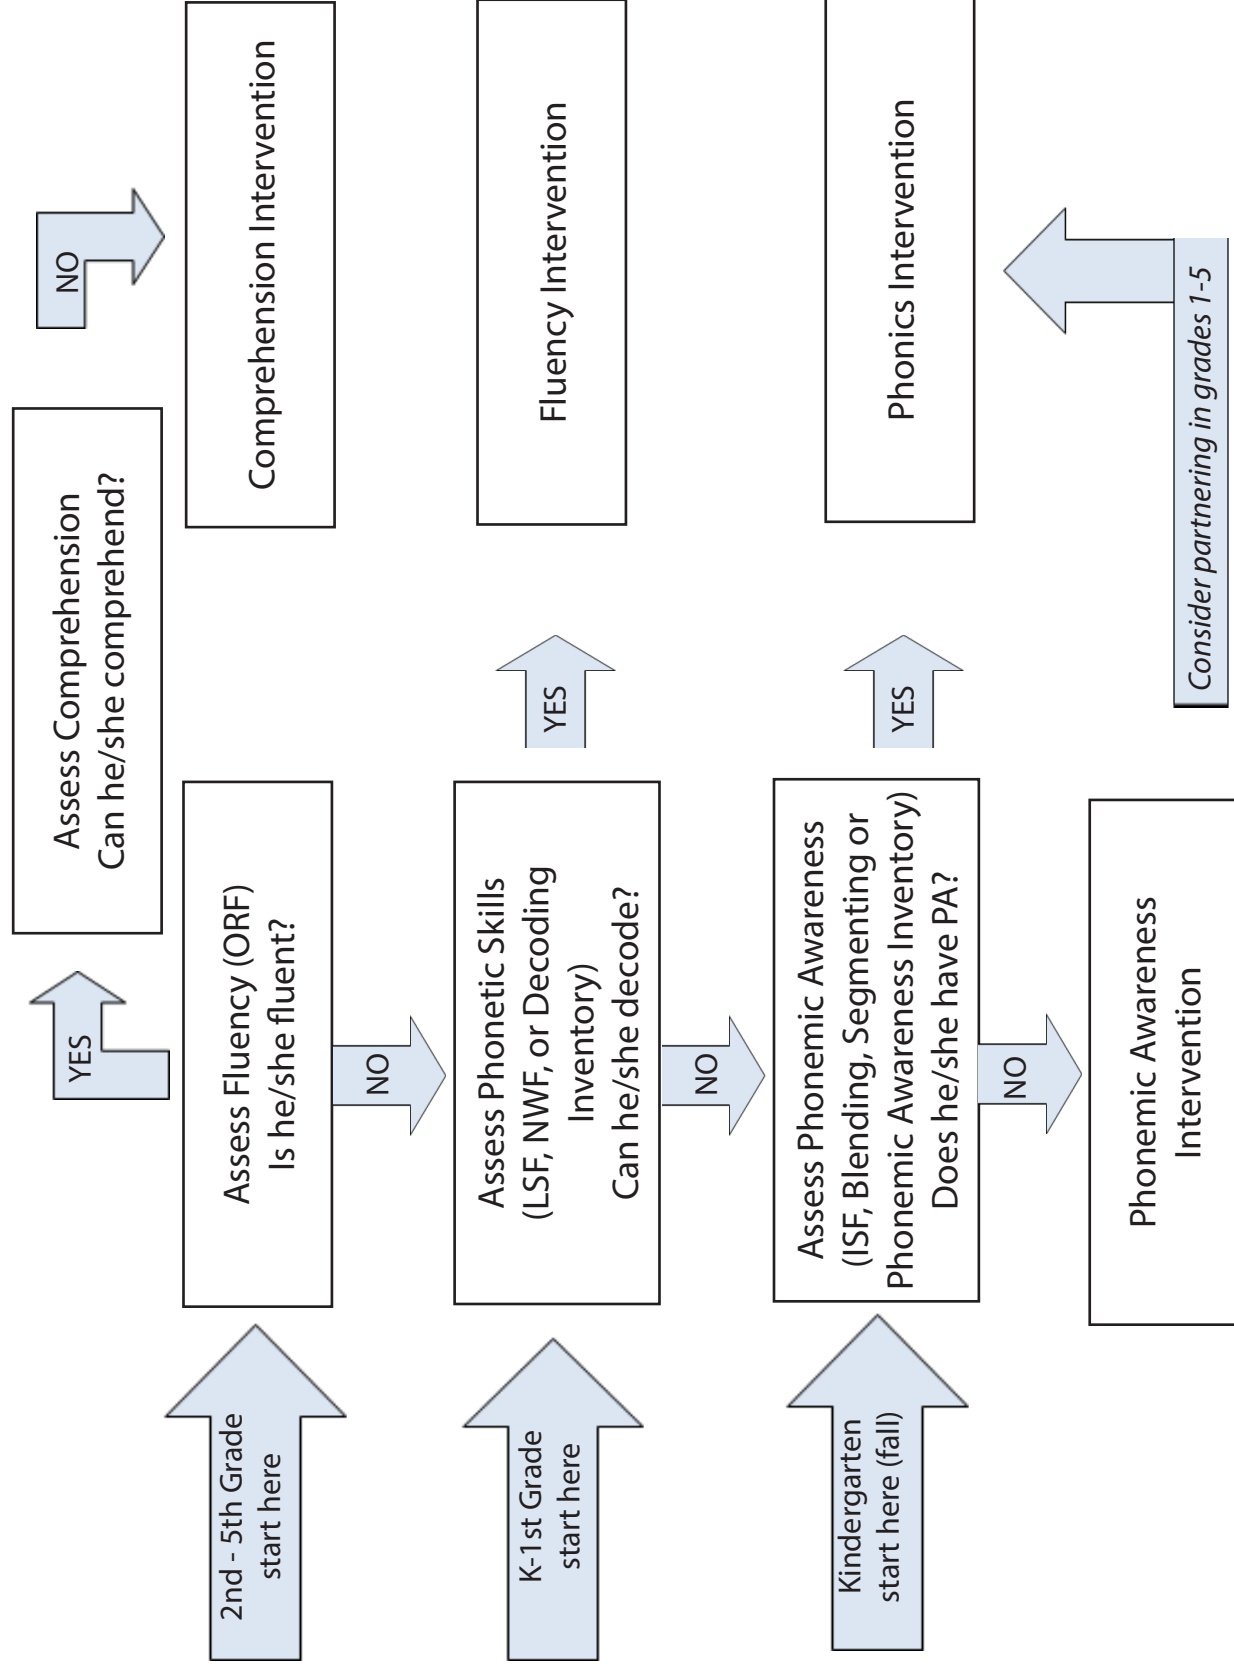 Assess Comprehension
Can he/she comprehend?
NO
YES
2nd - 5th Grade
start here
Assess Fluency (ORF)
Is he/she fluent?
Comprehension Intervention
NO
K-1st Grade
start here
Assess Phonetic Skills
(LSF, NWF, or Decoding
Inventory)
Can he/she decode?
YES
Fluency Intervention
NO
Kindergarten
start here (fall)
Assess Phonemic Awareness
(ISF, Blending, Segmenting or
Phonemic Awareness Inventory)
Does he/she have PA?
YES
Phonics Intervention
NO
Phonemic Awareness
Intervention
Consider partnering in grades 1-5